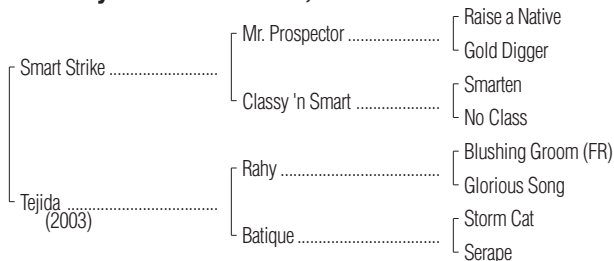 Raise a Native
Mr. Prospector ..................
Gold Digger
Smart Strike .........................
Smarten
Classy 'n Smart ..................
No Class
Blushing Groom (FR)
Rahy ....................................
Glorious Song
Tejida ...................................
(2003)
Storm Cat
Batique ................................
Serape